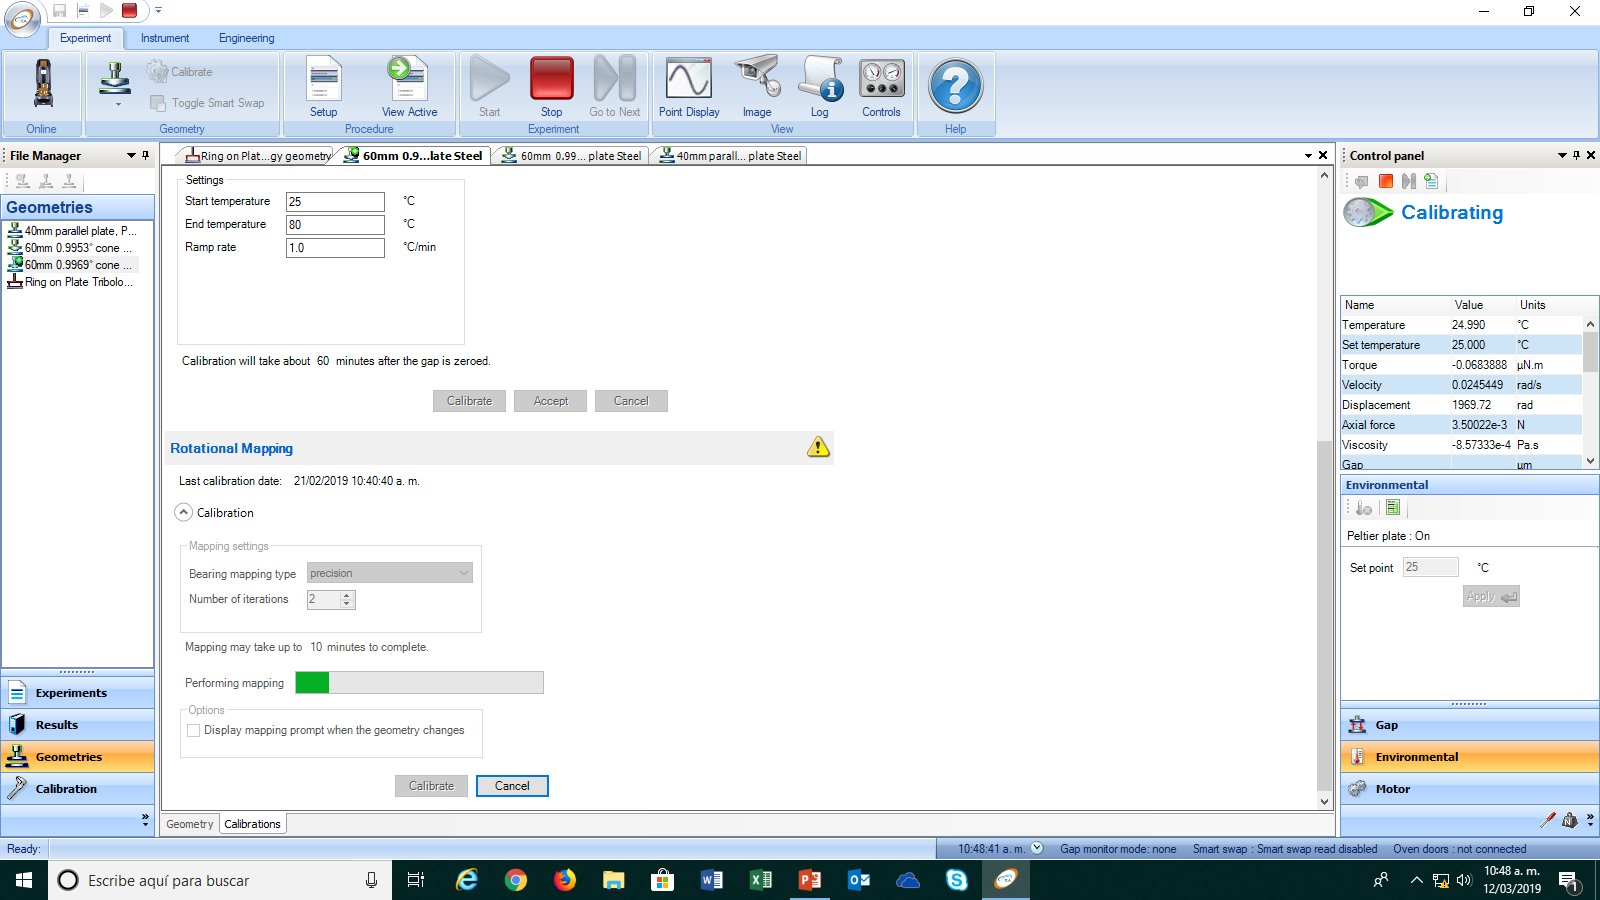 Experiment Instrument Engineering
Calibrate
Toggle Smart Swap
Setup View Active Start Stop Go to Next Point Display Image Log Controls
Online Geometry Procedure Experiment View Help
File Manager
Ring on Plat...gy geometry 60mm 0.9...late Steel 60mm 0.99... plate Steel 40mm parall... plate Steel
Control panel
Geometries
40mm parallel plate, P...
60mm 0.9953° cone ...
60mm 0.9969° cone ...
Ring on Plate Tribolo...
Experiments
Results
Geometries
Calibration
Settings
Start temperature 25 °C
End temperature 80 °C
Ramp rate 1.0 °C/min
Calibration will take about 60 minutes after the gap is zeroed.
Calibrate Accept Cancel
Rotational Mapping
Last calibration date: 21/02/2019 10:40:40 a. m.
Calibration
Mapping settings
Bearing mapping type precision
Number of iterations 2
Mapping may take up to 10 minutes to complete.
Performing mapping
Options
Display mapping prompt when the geometry changes
Calibrate Cancel
Geometry Calibrations
Calibrating
Name Value Units
Temperature 24.990 °C
Set temperature 25.000 °C
Torque -0.0683888 µN.m
Velocity 0.0245449 rad/s
Displacement 1969.72 rad
Axial force 3.50022e-3 N
Viscosity -8.57333e-4 Pa.s
Gap µm
Environmental
Peltier plate : On
Set point 25 °C
Apply
Gap
Environmental
Motor
Ready: 10:48:41 a. m. Gap monitor mode: none Smart swap : Smart swap read disabled Oven doors : not connected
Escribe aquí para buscar
10:48 a. m.
12/03/2019
1